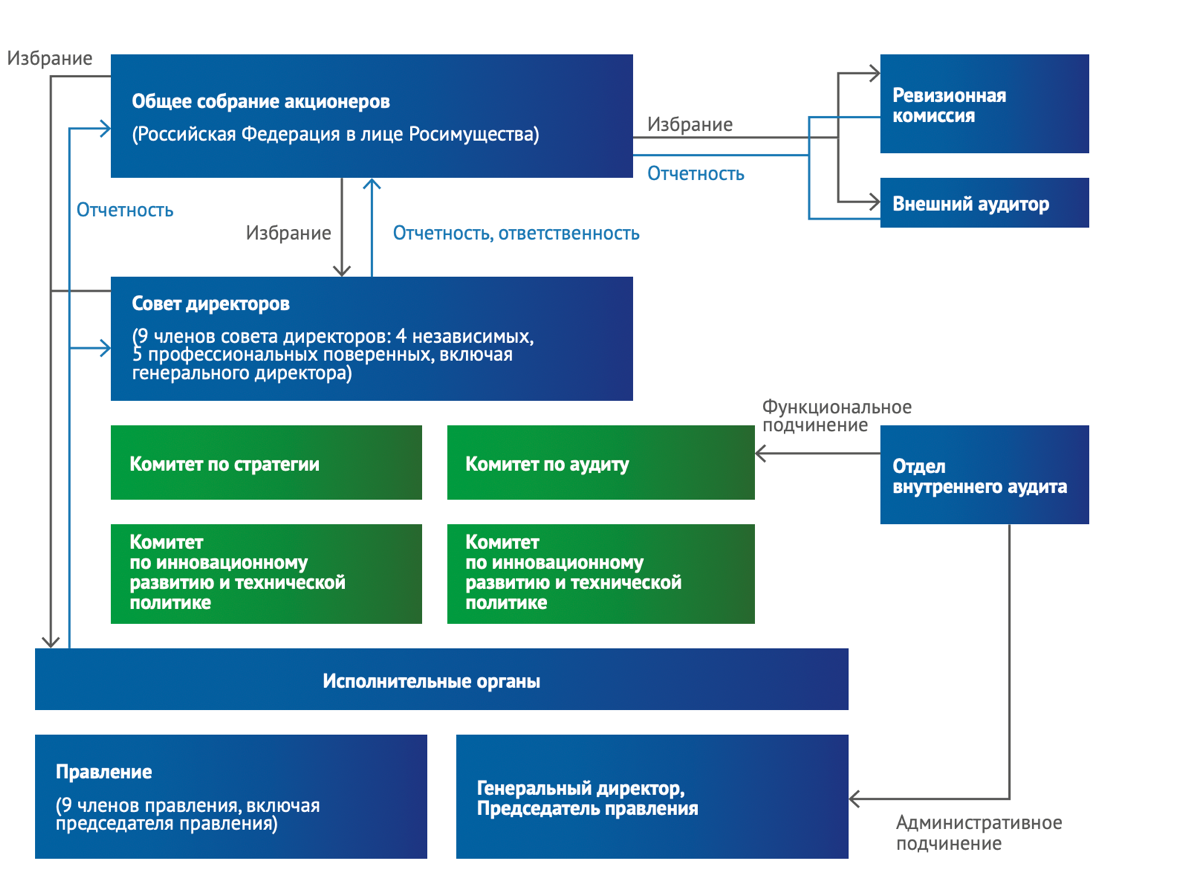 Избрание
Общее собрание акционеров
(Российская Федерация в лице Росимущества)
Избрание
Отчетность
Ревизионная
комиссия
Внешний аудитор
Отчетность
Избрание
Отчетность, ответственность
Совет директоров
(9 членов совета директоров: 4 независимых,
5 профессиональных поверенных, включая
генерального директора)
Функциональное
подчинение
Комитет по стратегии
Комитет по аудиту
Отдел
внутреннего аудита
Комитет
по инновационному
развитию и технической
политике
Комитет
по инновационному
развитию и технической
политике
Исполнительные органы
Правление
(9 членов правления, включая
председателя правления)
Генеральный директор,
Председатель правления
Административное
подчинение